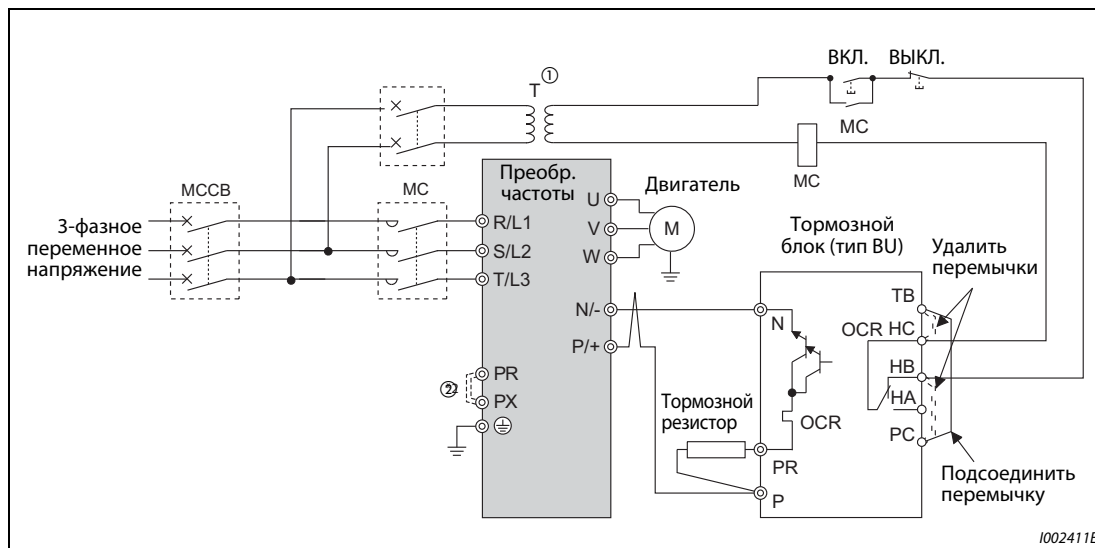 ВКЛ.
ВЫКЛ.
T ①
MC
MC
MCCB
MC
3-фазное
переменное
напряжение
Преобр.
частоты
R/L1
S/L2
T/L3
U
V
W
Двигатель
M
N/-
P/+
PR
PX
②
Тормозной
блок (тип BU)
Удалить
перемычки
N
TB
OCR
HC
HB
HA
PC
Тормозной
резистор
OCR
PR
P
Подсоединить
перемычку
I002411E